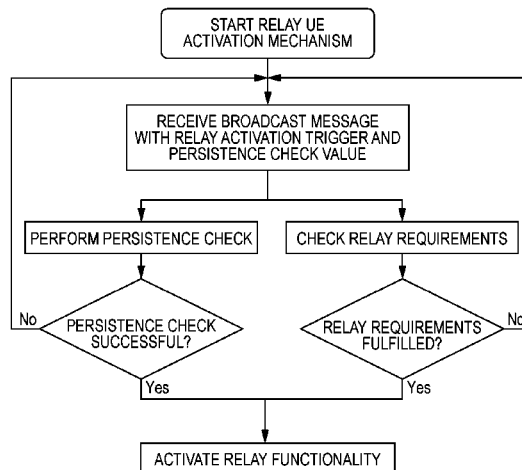 START RELAY UE
ACTIVATION MECHANISM
RECEIVE BROADCAST MESSAGE
WITH RELAY ACTIVATION TRIGGER AND
PERSISTENCE CHECK VALUE
PERFORM PERSISTENCE CHECK
CHECK RELAY REQUIREMENTS
No
PERSISTENCE CHECK
SUCCESSFUL?
RELAY REQUIREMENTS
FULFILLED?
No
Yes
Yes
ACTIVATE RELAY FUNCTIONALITY